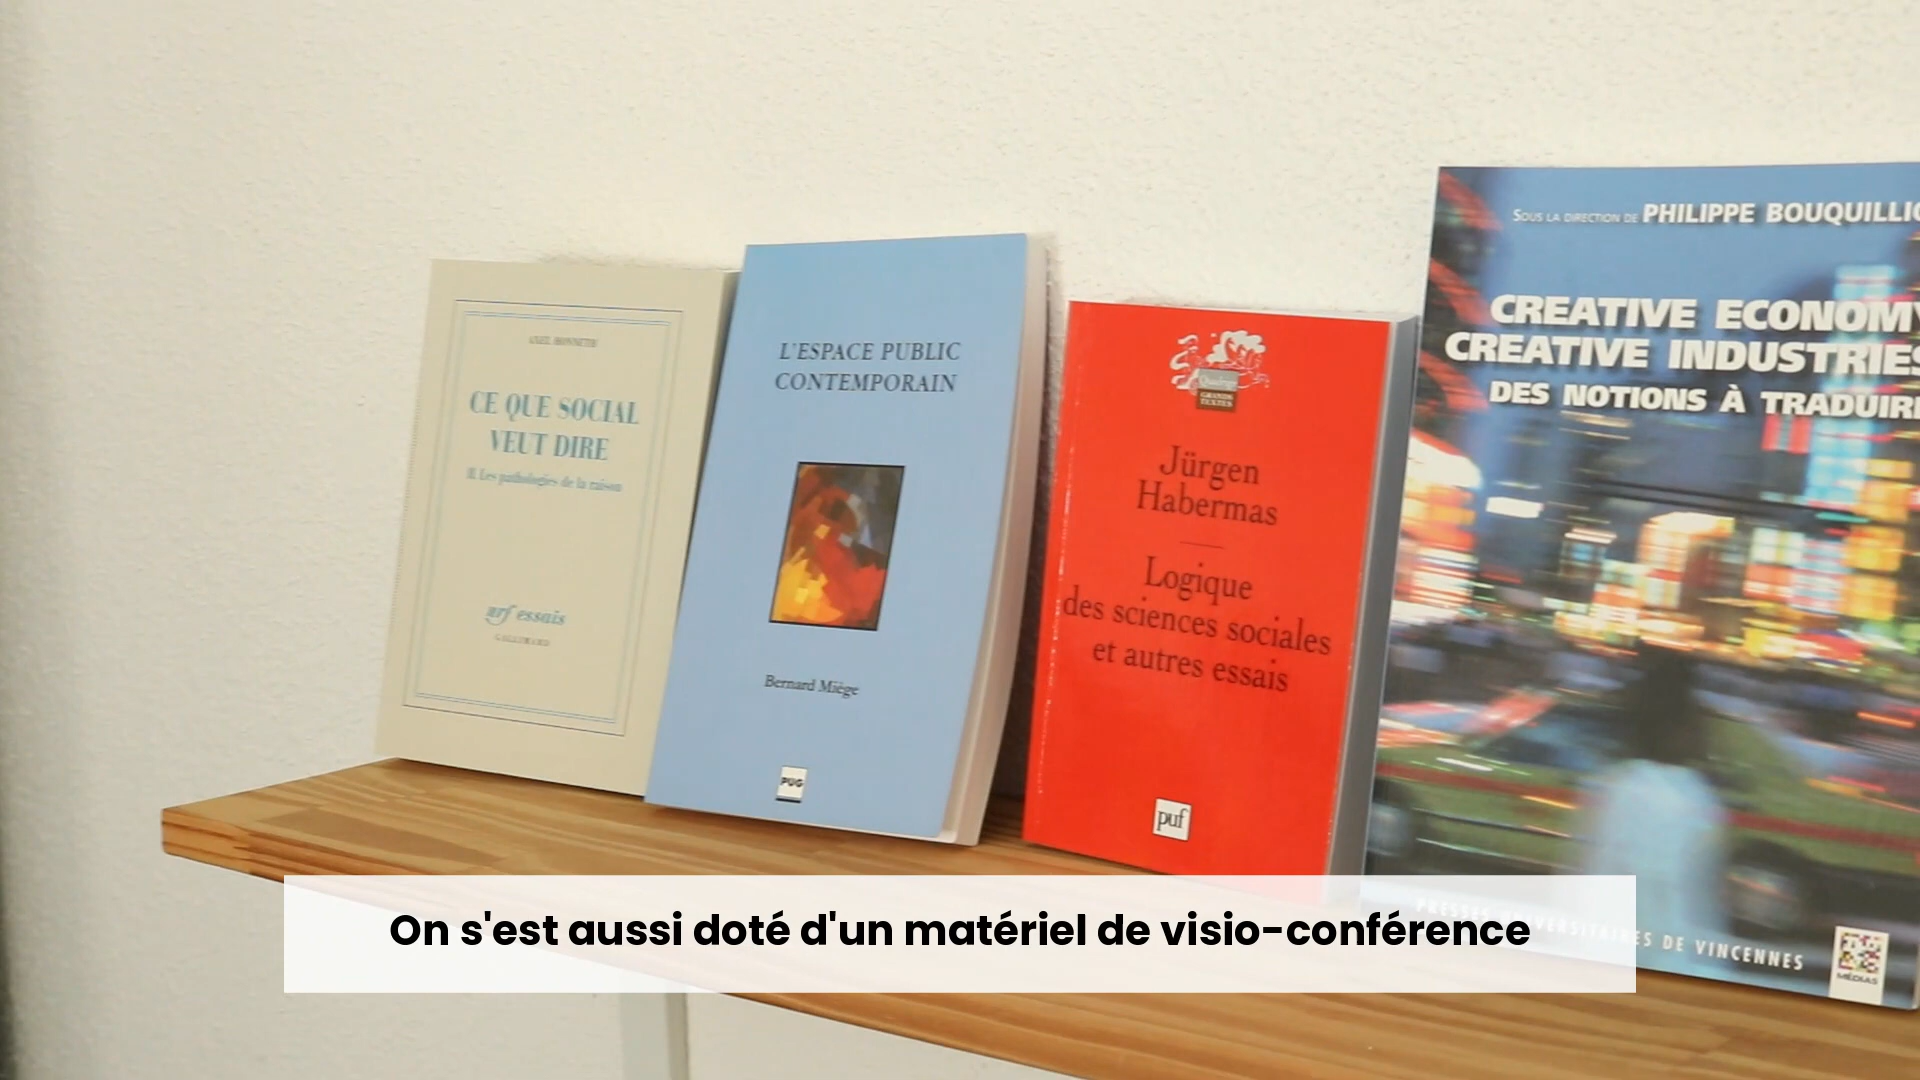 AXEL HONNETH
CE QUE SOCIAL
VEUT DIRE
II. Les pathologies de la raison
nrf essais
GALLIMARD
L'ESPACE PUBLIC
CONTEMPORAIN
Bernard Miège
PUG
Quadrige
GRANDS
TEXTES
Jürgen
Habermas
Logique
des sciences sociales
et autres essais
puf
SOUS LA DIRECTION DE PHILIPPE BOUQUILLIO
CREATIVE ECONOMY
CREATIVE INDUSTRIES
DES NOTIONS À TRADUIRE
PRESSES UNIVERSITAIRES DE VINCENNES
MÉDIAS
On s'est aussi doté d'un matériel de visio-conférence